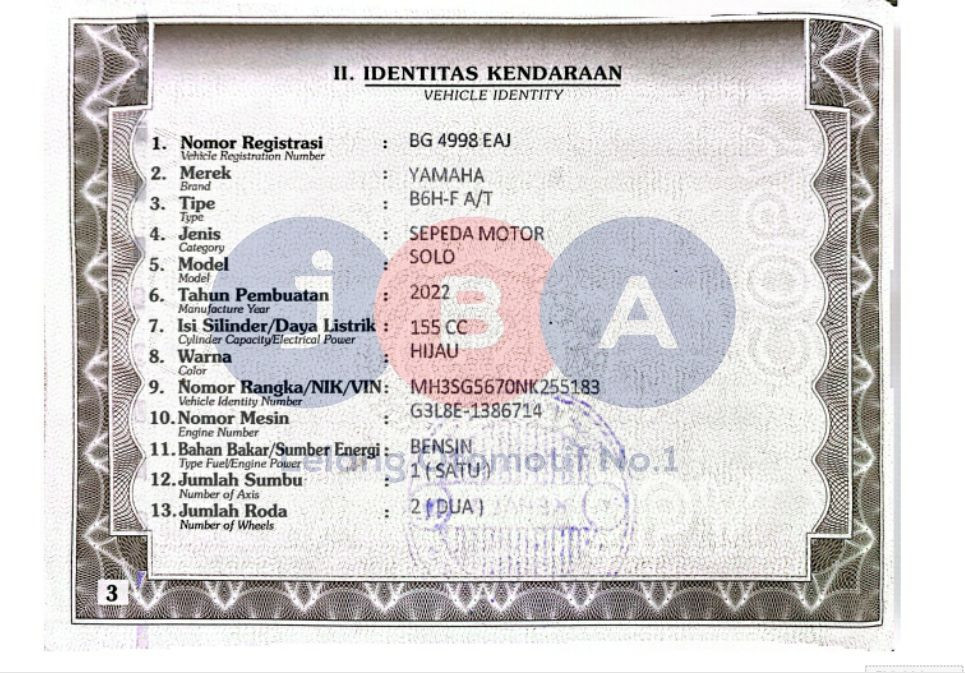 II. IDENTITAS KENDARAAN
VEHICLE IDENTITY
1. Nomor Registrasi : BG 4998 EAJ
Vehicle Registration Number
2. Merek : YAMAHA
Brand
3. Tipe : B6H-F A/T
Type
4. Jenis : SEPEDA MOTOR
Category
5. Model : SOLO
Model
6. Tahun Pembuatan : 2022
Manufacture Year
7. Isi Silinder/Daya Listrik : 155 CC
Cylinder Capacity/Electrical Power
8. Warna : HIJAU
Color
9. Nomor Rangka/NIK/VIN : MH3SG5670NK255183
Vehicle Identity Number
10. Nomor Mesin : G3L8E-1386714
Engine Number
11. Bahan Bakar/Sumber Energi : BENSIN
Type Fuel/Engine Power
12. Jumlah Sumbu : 1 ( SATU )
Number of Axis
13. Jumlah Roda : 2 ( DUA )
Number of Wheels
3
iBA
Lelang Otomotif No.1